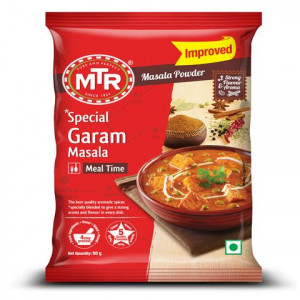 Improved
MTR
SINCE 1924
Masala Powder
Strong
Flavour
& Aroma
*Special
Garam
Masala
Meal Time
The best quality aromatic spices
*specially blended to give a strong
aroma and flavour in every dish.
Net Quantity: 50 g